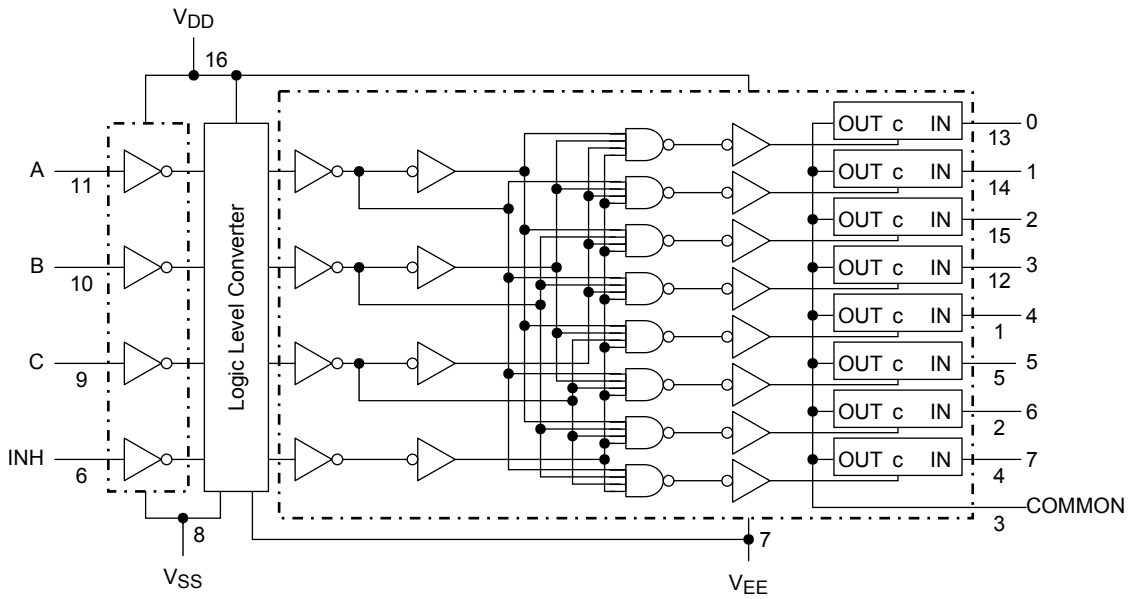 VDD
16
A
11
B
10
C
9
INH
6
Logic Level Converter
OUT C IN
13
0
OUT C IN
14
1
OUT C IN
15
2
OUT C IN
12
3
OUT C IN
1
4
OUT C IN
5
5
OUT C IN
2
6
OUT C IN
4
7
3
COMMON
8
VSS
7
VEE